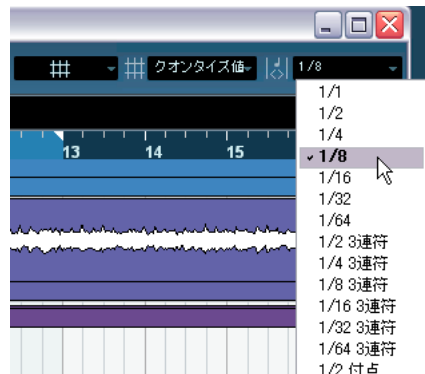 クオンタイズ値 1/8
1/1
1/2
1/4
1/8
1/16
1/32
1/64
1/2 3連符
1/4 3連符
1/8 3連符
1/16 3連符
1/32 3連符
1/64 3連符
1/2 付点
13 14 15